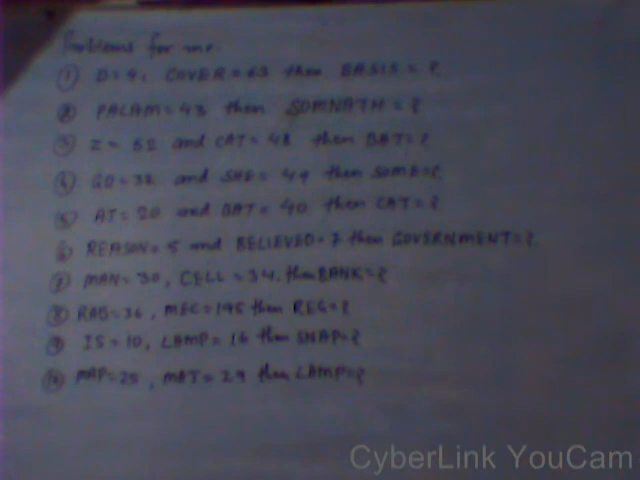 Problems for me.
① D=4, COVER=63 then BASIS=?
② PALAM=43 then SOMNATH=?
③ Z=52 and CAT=48 then BAT=?
④ GO=32 and SHE=49 then SOME=?
⑤ AT=20 and BAT=40 then CAT=?
⑥ REASON=5 and BELIEVED=7 then GOVERNMENT=?
⑦ MAN=30, CELL=34. then BANK=?
⑧ RAB=36, MEG=195 then REG=?
⑨ IS=10, LAMP=16 then SNAP=?
⑩ MAP=25, MAT=29 then LAMP=?
CyberLink YouCam